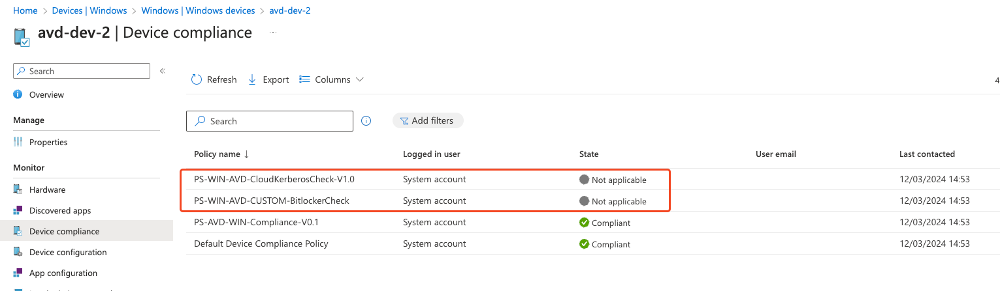 Home > Devices | Windows > Windows | Windows devices > avd-dev-2
avd-dev-2 | Device compliance ...
Search «
Refresh Export Columns 4
Overview
Search Add filters
Manage
Properties
Policy name ↓ Logged in user State User email Last contacted
Monitor
PS-WIN-AVD-CloudKerberosCheck-V1.0 System account Not applicable 12/03/2024 14:53
Hardware
PS-WIN-AVD-CUSTOM-BitlockerCheck System account Not applicable 12/03/2024 14:53
Discovered apps
PS-AVD-WIN-Compliance-V0.1 System account Compliant 12/03/2024 14:53
Device compliance
Default Device Compliance Policy System account Compliant 12/03/2024 14:53
Device configuration
App configuration